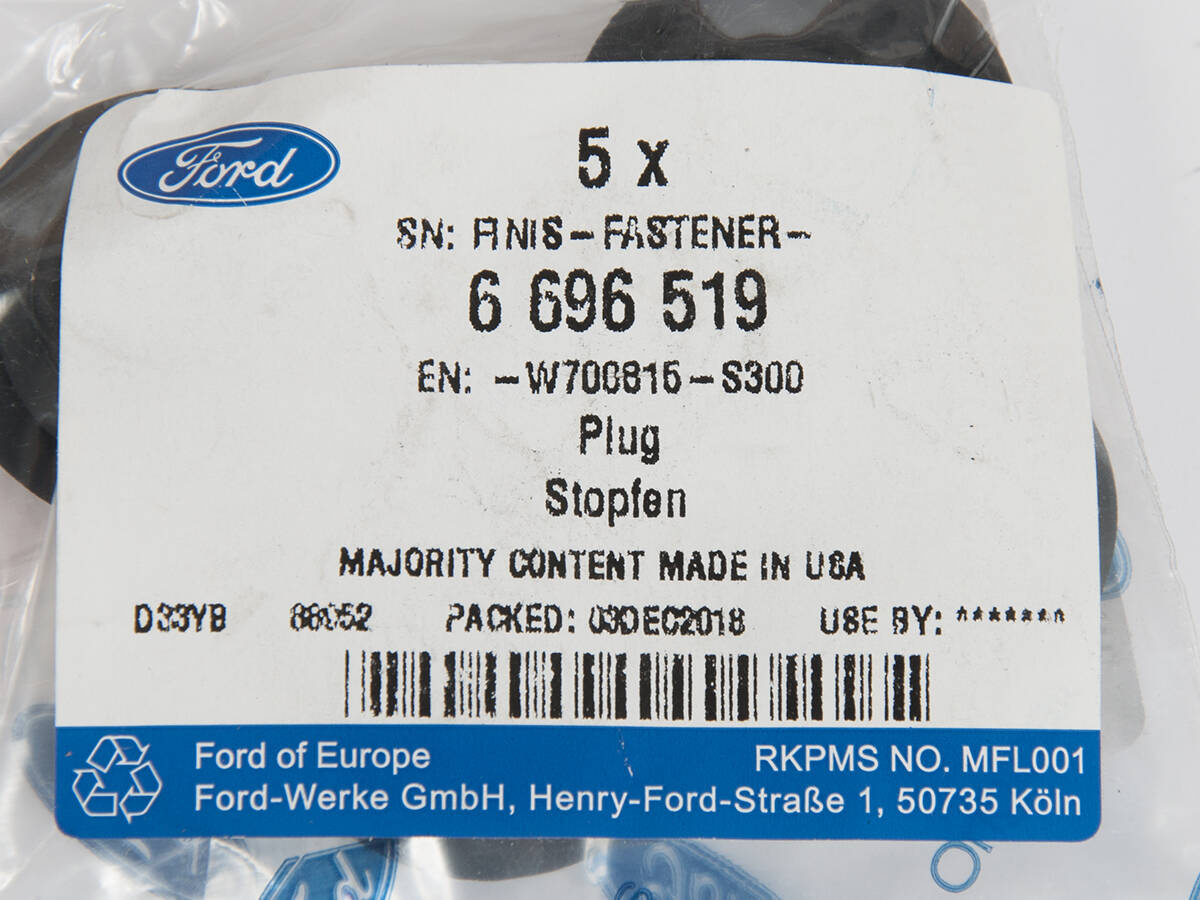 Ford
5 x
SN: FINIS-FASTENER-
6 696 519
EN: -W700815-S300
Plug
Stopfen
MAJORITY CONTENT MADE IN USA
D33YB PACKED: 03DEC2018 USE BY: *******
Ford of Europe RKPMS NO. MFL001
Ford-Werke GmbH, Henry-Ford-Straße 1, 50735 Köln